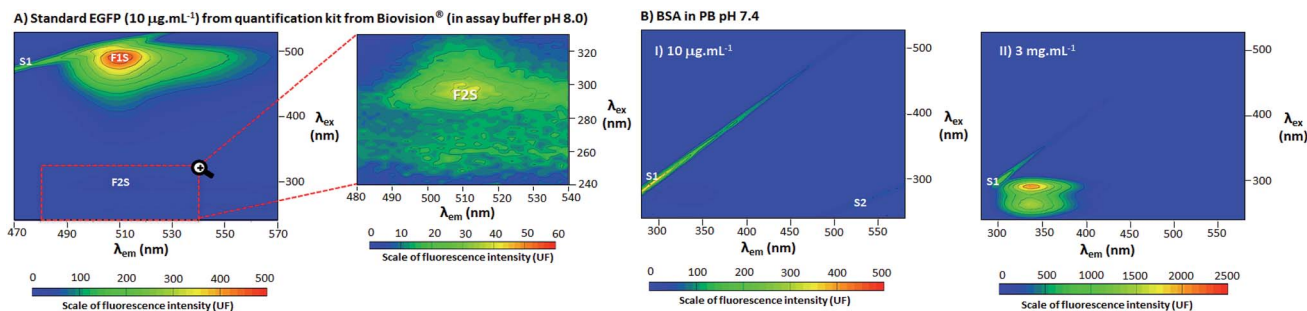 A) Standard EGFP (10 μg.mL⁻¹) from quantification kit from Biovision® (in assay buffer pH 8.0)
S1
F1S
F2S
500
400
300
λex
(nm)
470 490 510 530 550 570
λem (nm)
0 100 200 300 400 500
Scale of fluorescence intensity (UF)
F2S
320
300
280
260
240
λex
(nm)
480 490 500 510 520 530 540
λem (nm)
0 10 20 30 40 50 60
Scale of fluorescence intensity (UF)
B) BSA in PB pH 7.4
I) 10 μg.mL⁻¹
S1
S2
500
400
300
λex
(nm)
300 350 400 450 500 550
λem (nm)
0 100 200 300 400 500
Scale of fluorescence intensity (UF)
II) 3 mg.mL⁻¹
S1
500
400
300
λex
(nm)
300 350 400 450 500 550
λem (nm)
0 500 1000 1500 2000 2500
Scale of fluorescence intensity (UF)